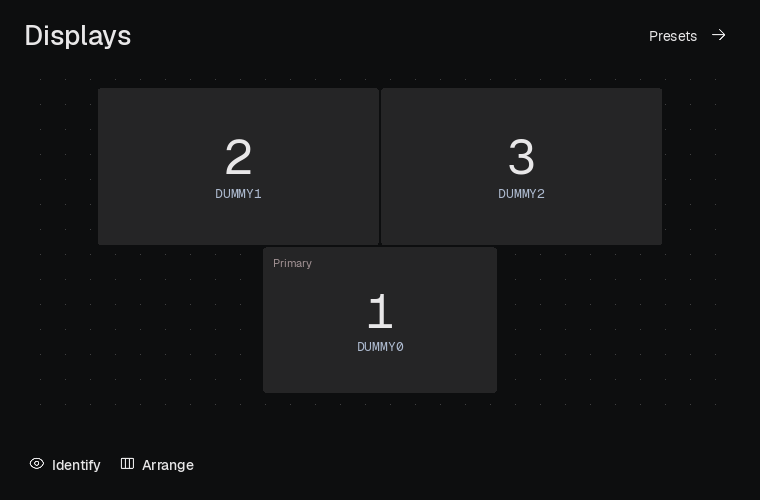 Displays
Presets
2
DUMMY1
3
DUMMY2
Primary
1
DUMMY0
Identify
Arrange